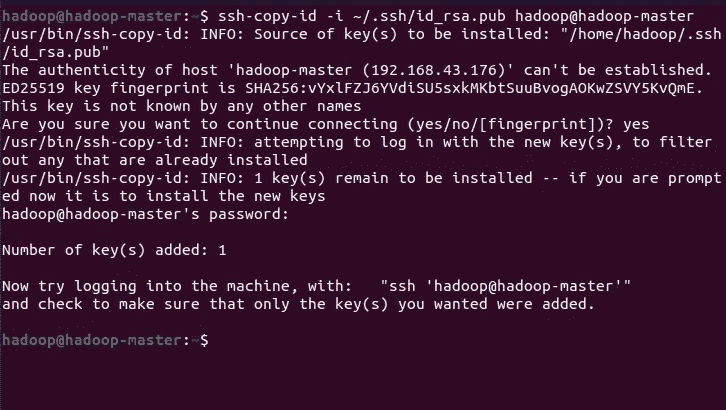 hadoop@hadoop-master:~$ ssh-copy-id -i ~/.ssh/id_rsa.pub hadoop@hadoop-master
/usr/bin/ssh-copy-id: INFO: Source of key(s) to be installed: "/home/hadoop/.ssh
/id_rsa.pub"
The authenticity of host 'hadoop-master (192.168.43.176)' can't be established.
ED25519 key fingerprint is SHA256:vYxlFZJ6YVdiSU5sxkMKbtSuuBvogAOKwZSVY5KvQmE.
This key is not known by any other names
Are you sure you want to continue connecting (yes/no/[fingerprint])? yes
/usr/bin/ssh-copy-id: INFO: attempting to log in with the new key(s), to filter
out any that are already installed
/usr/bin/ssh-copy-id: INFO: 1 key(s) remain to be installed -- if you are prompt
ed now it is to install the new keys
hadoop@hadoop-master's password:
Number of key(s) added: 1
Now try logging into the machine, with:   "ssh 'hadoop@hadoop-master'"
and check to make sure that only the key(s) you wanted were added.
hadoop@hadoop-master:~$